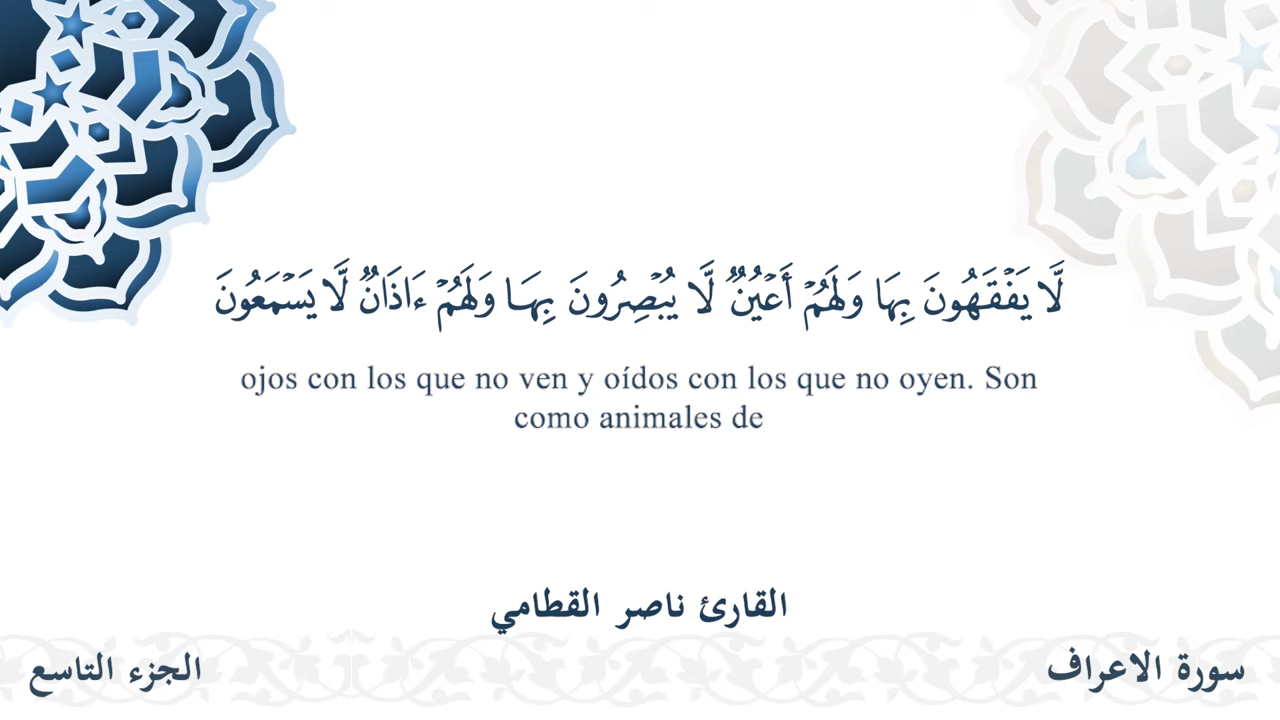 لَّا يَفۡقَهُونَ بِهَا وَلَهُمۡ أَعۡيُنٞ لَّا يُبۡصِرُونَ بِهَا وَلَهُمۡ ءَاذَانٞ لَّا يَسۡمَعُونَ
ojos con los que no ven y oídos con los que no oyen. Son
como animales de
القارئ ناصر القطامي
سورة الاعراف
الجزء التاسع